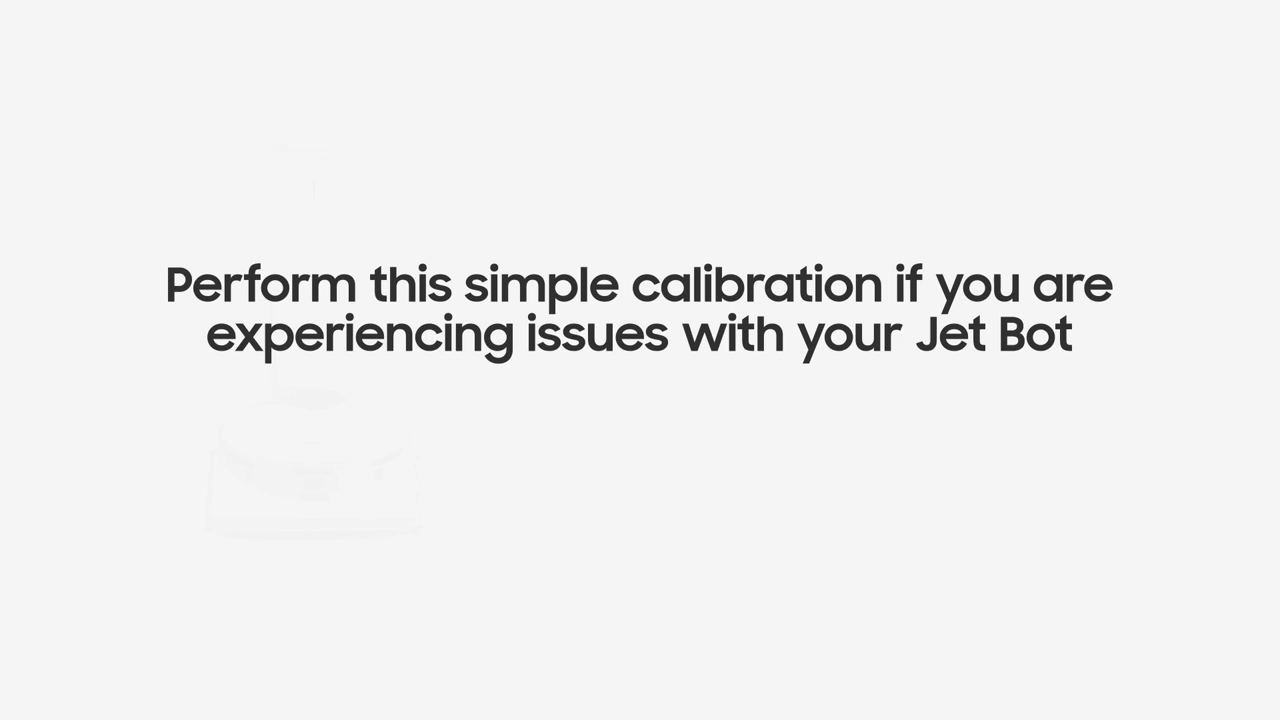 Perform this simple calibration if you are
experiencing issues with your Jet Bot